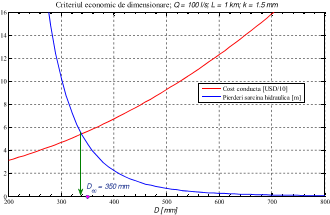 Criteriul economic de dimensionare; Q = 100 l/s; L = 1 km; k = 1.5 mm
16
14
12
10
8
6
4
2
0
Cost conducta [USD/10]
Pierderi sarcina hidraulica [m]
D_ec = 350 mm
200 300 400 500 600 700 800
D [mm]